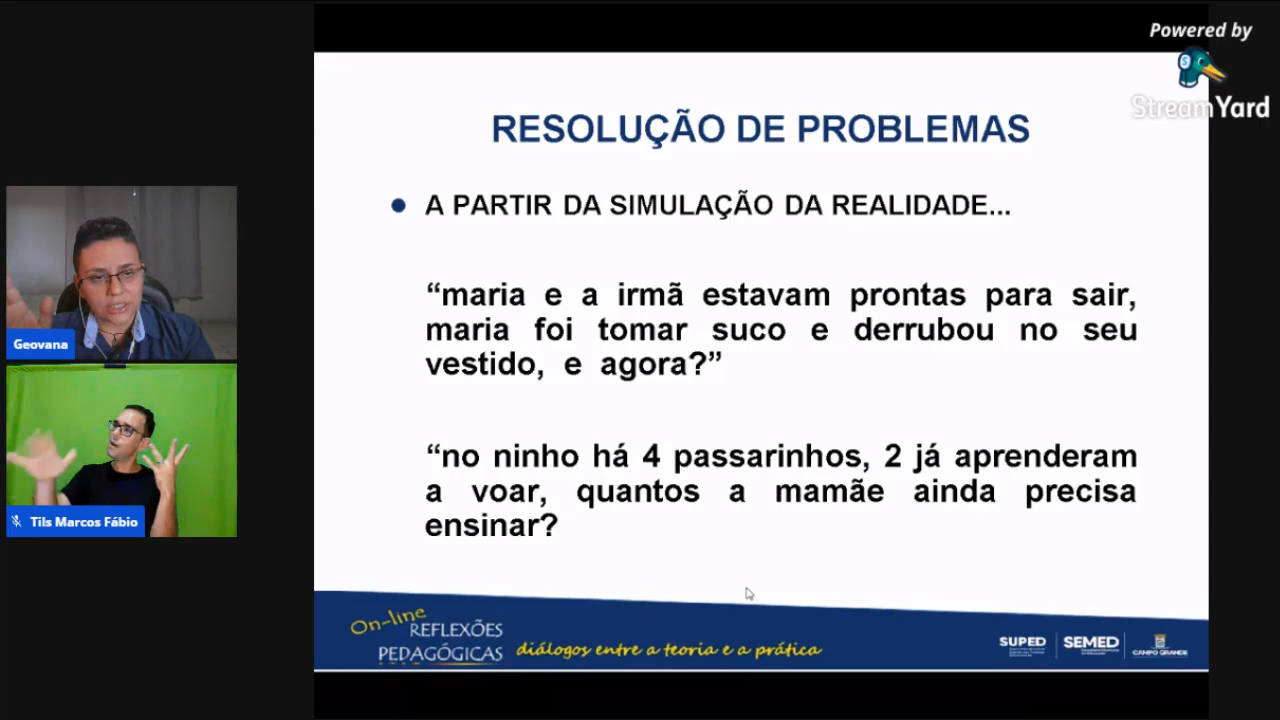 Powered by
StreamYard
RESOLUÇÃO DE PROBLEMAS
A PARTIR DA SIMULAÇÃO DA REALIDADE...
“maria e a irmã estavam prontas para sair,
maria foi tomar suco e derrubou no seu
vestido, e agora?”
“no ninho há 4 passarinhos, 2 já aprenderam
a voar, quantos a mamãe ainda precisa
ensinar?
Geovana
Tils Marcos Fábio
On-line
REFLEXÕES
PEDAGÓGICAS
diálogos entre a teoria e a prática
SUPED
SEMED
CAMPO GRANDE